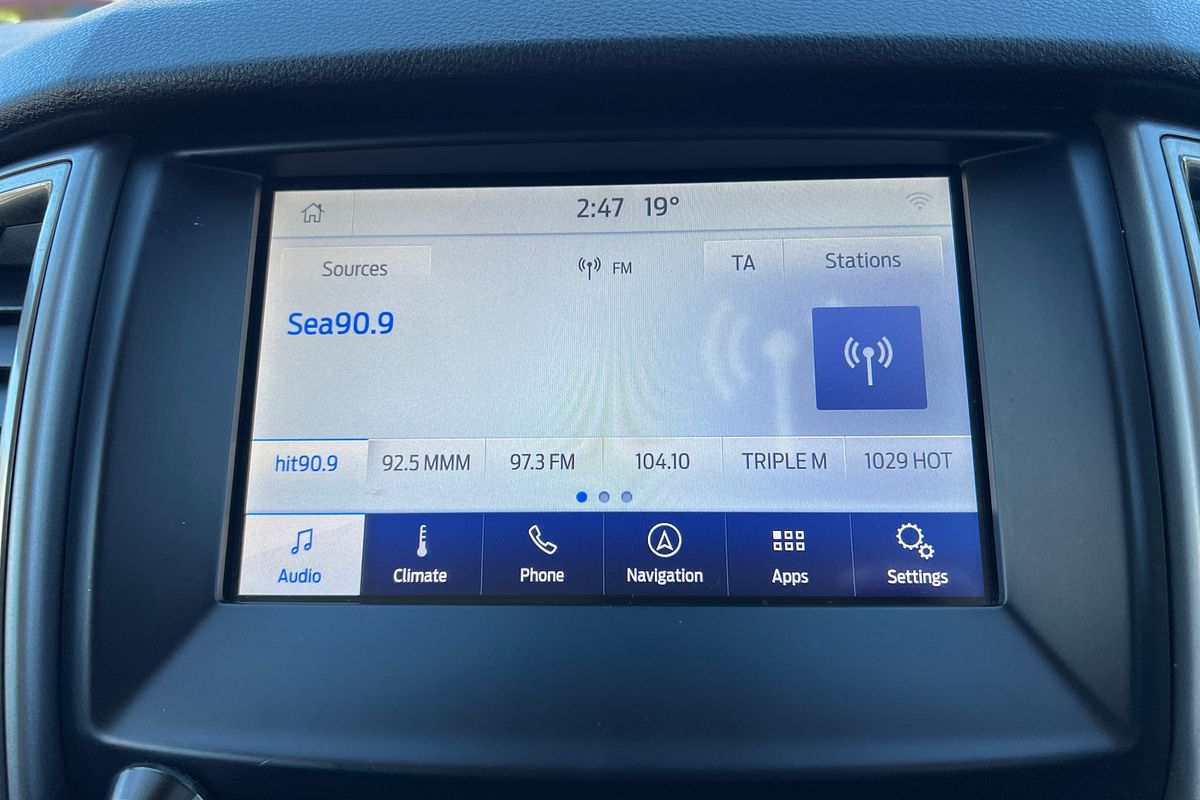 2:47 19°
Sources
FM
TA
Stations
Sea90.9
hit90.9
92.5 MMM
97.3 FM
104.10
TRIPLE M
1029 HOT
Audio
Climate
Phone
Navigation
Apps
Settings